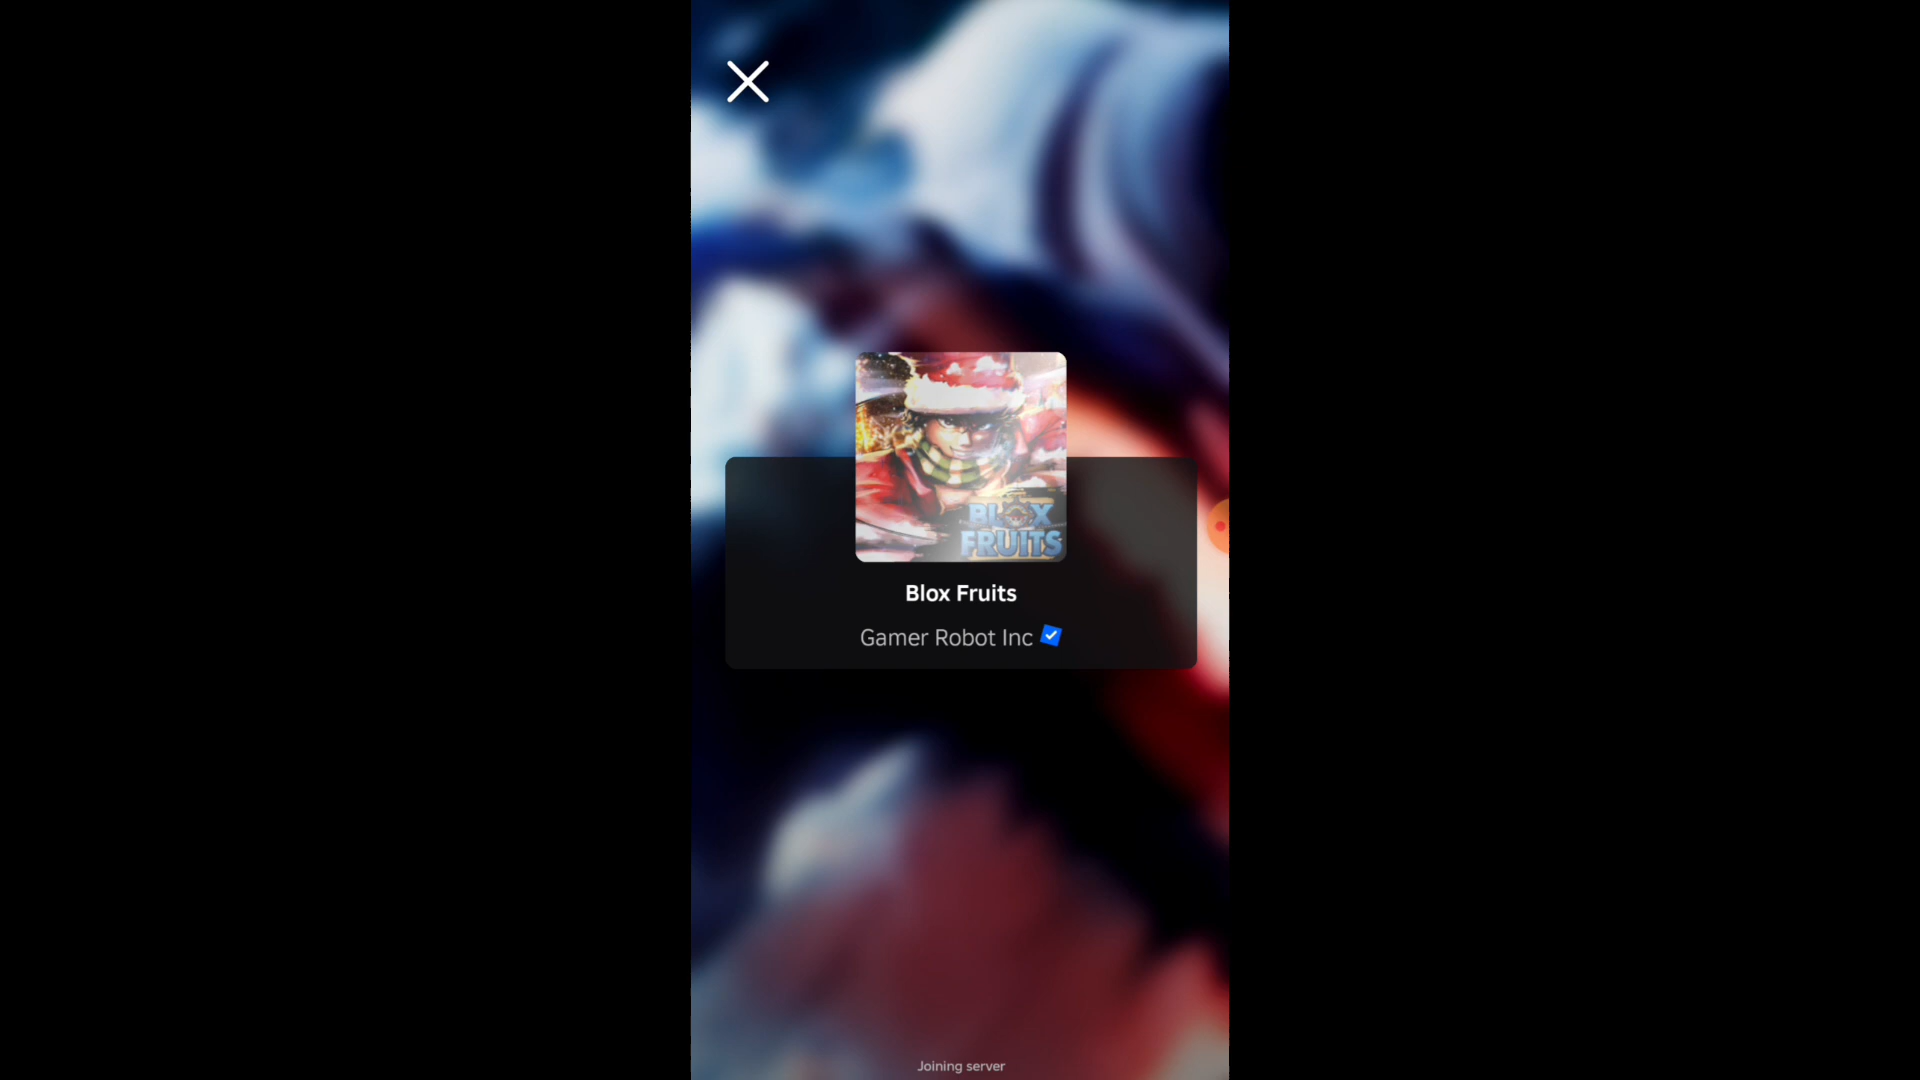 BLOX
FRUITS
Blox Fruits
Gamer Robot Inc
Joining server